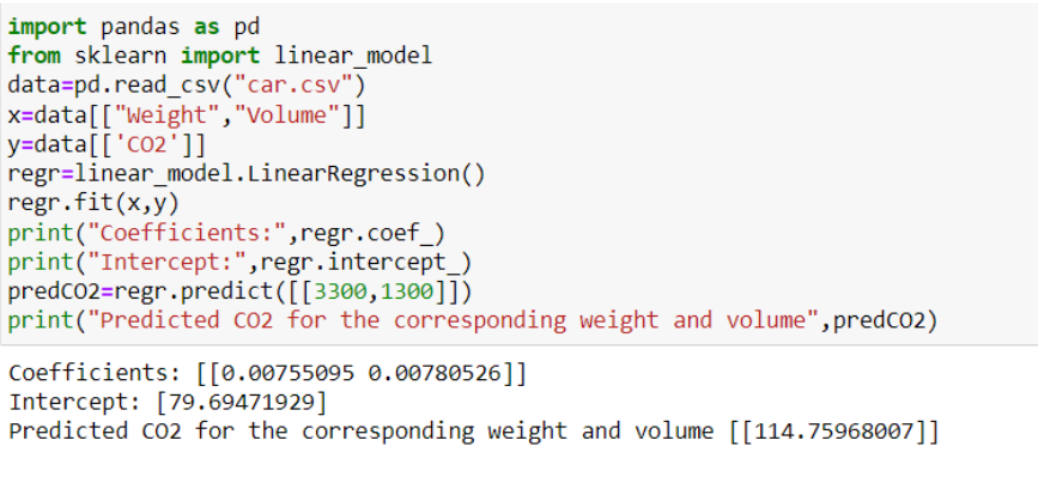 import pandas as pd
from sklearn import linear_model
data=pd.read_csv("car.csv")
x=data[["Weight","Volume"]]
y=data[['CO2']]
regr=linear_model.LinearRegression()
regr.fit(x,y)
print("Coefficients:",regr.coef_)
print("Intercept:",regr.intercept_)
predCO2=regr.predict([[3300,1300]])
print("Predicted CO2 for the corresponding weight and volume",predCO2)
Coefficients: [[0.00755095 0.00780526]]
Intercept: [79.69471929]
Predicted CO2 for the corresponding weight and volume [[114.75968007]]